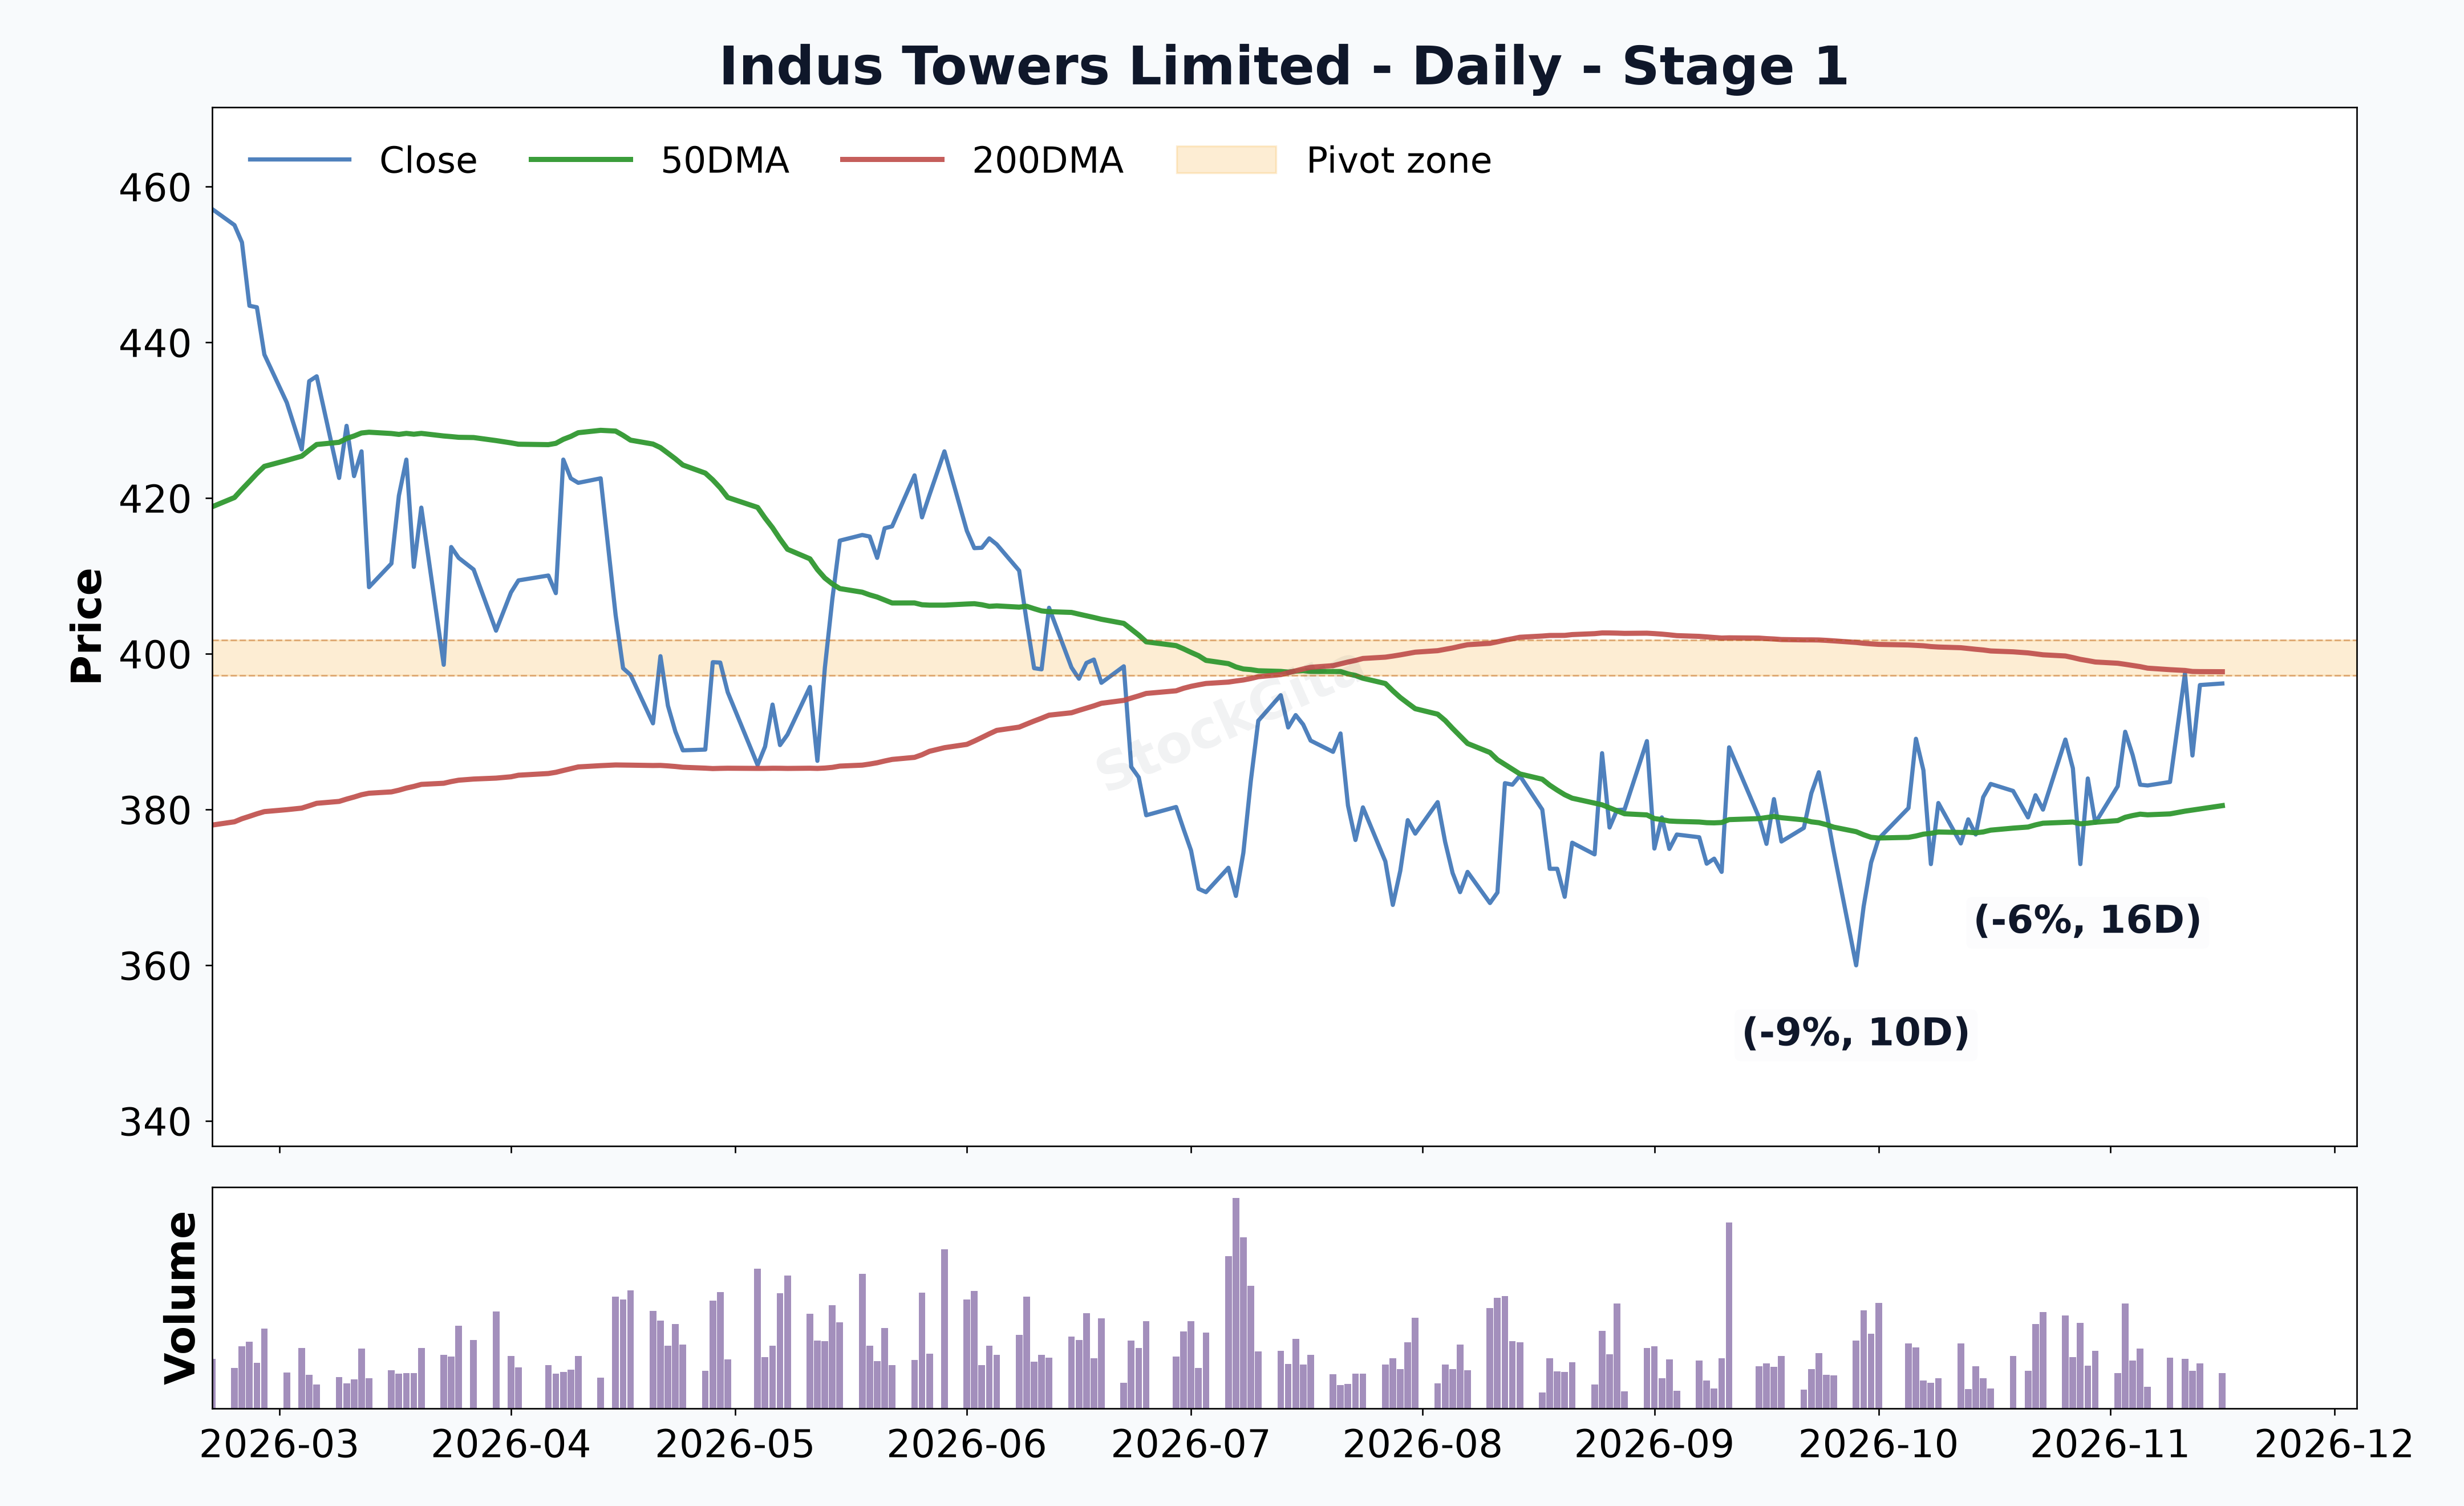 Indus Towers Limited - Daily - Stage 1
Close 50DMA 200DMA Pivot zone
460
440
420
400
380
360
340
Price
StockGita
(-6%, 16D)
(-9%, 10D)
Volume
2026-03 2026-04 2026-05 2026-06 2026-07 2026-08 2026-09 2026-10 2026-11 2026-12